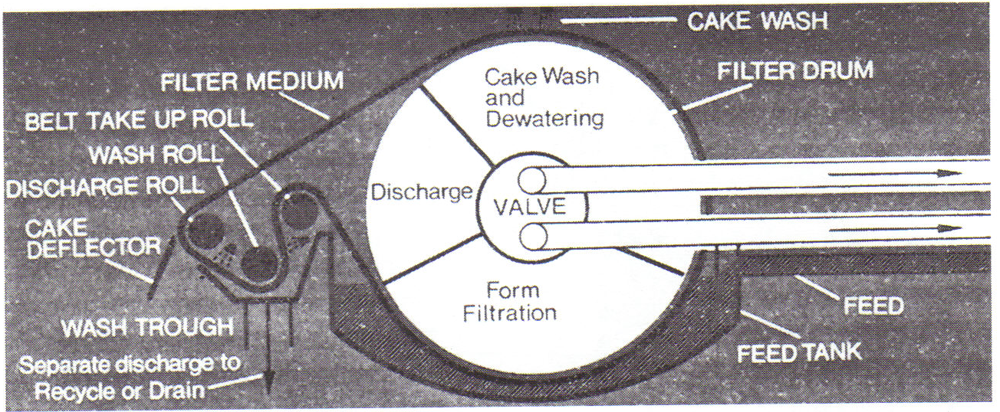 CAKE WASH
FILTER MEDIUM
Cake Wash
and
Dewatering
FILTER DRUM
BELT TAKE UP ROLL
WASH ROLL
DISCHARGE ROLL
Discharge
VALVE
CAKE
DEFLECTOR
Form
Filtration
FEED
WASH TROUGH
FEED TANK
Separate discharge to
Recycle or Drain